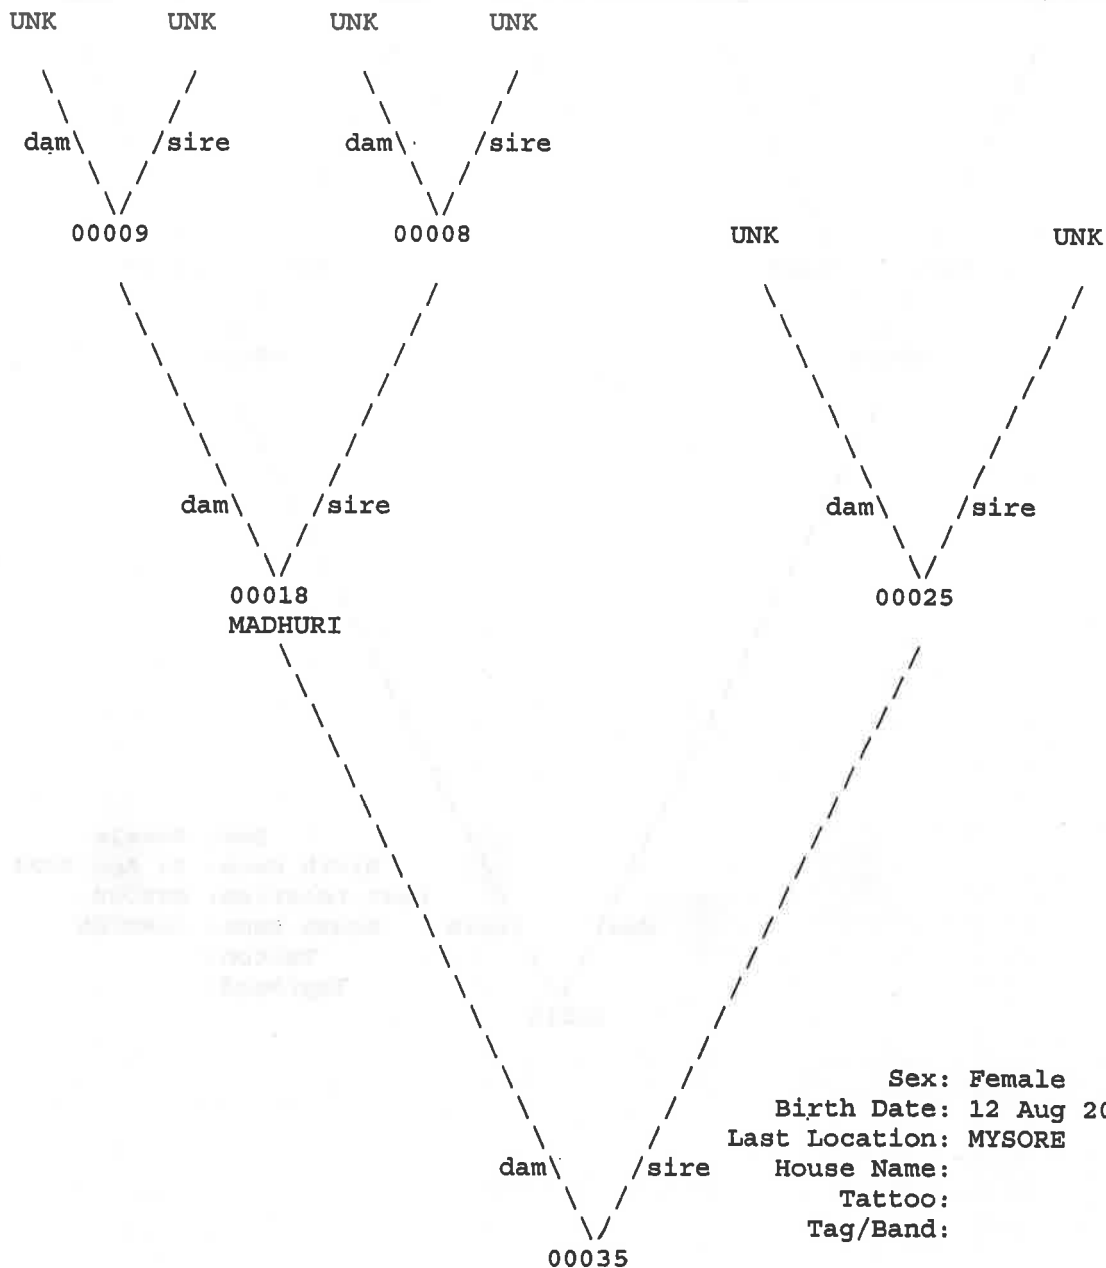 UNK UNK UNK UNK
dam sire dam sire
00009 00008 UNK UNK
dam sire dam sire
00018 00025
MADHURI
Sex: Female
Birth Date: 12 Aug 20
Last Location: MYSORE
dam sire House Name:
Tattoo:
Tag/Band:
00035